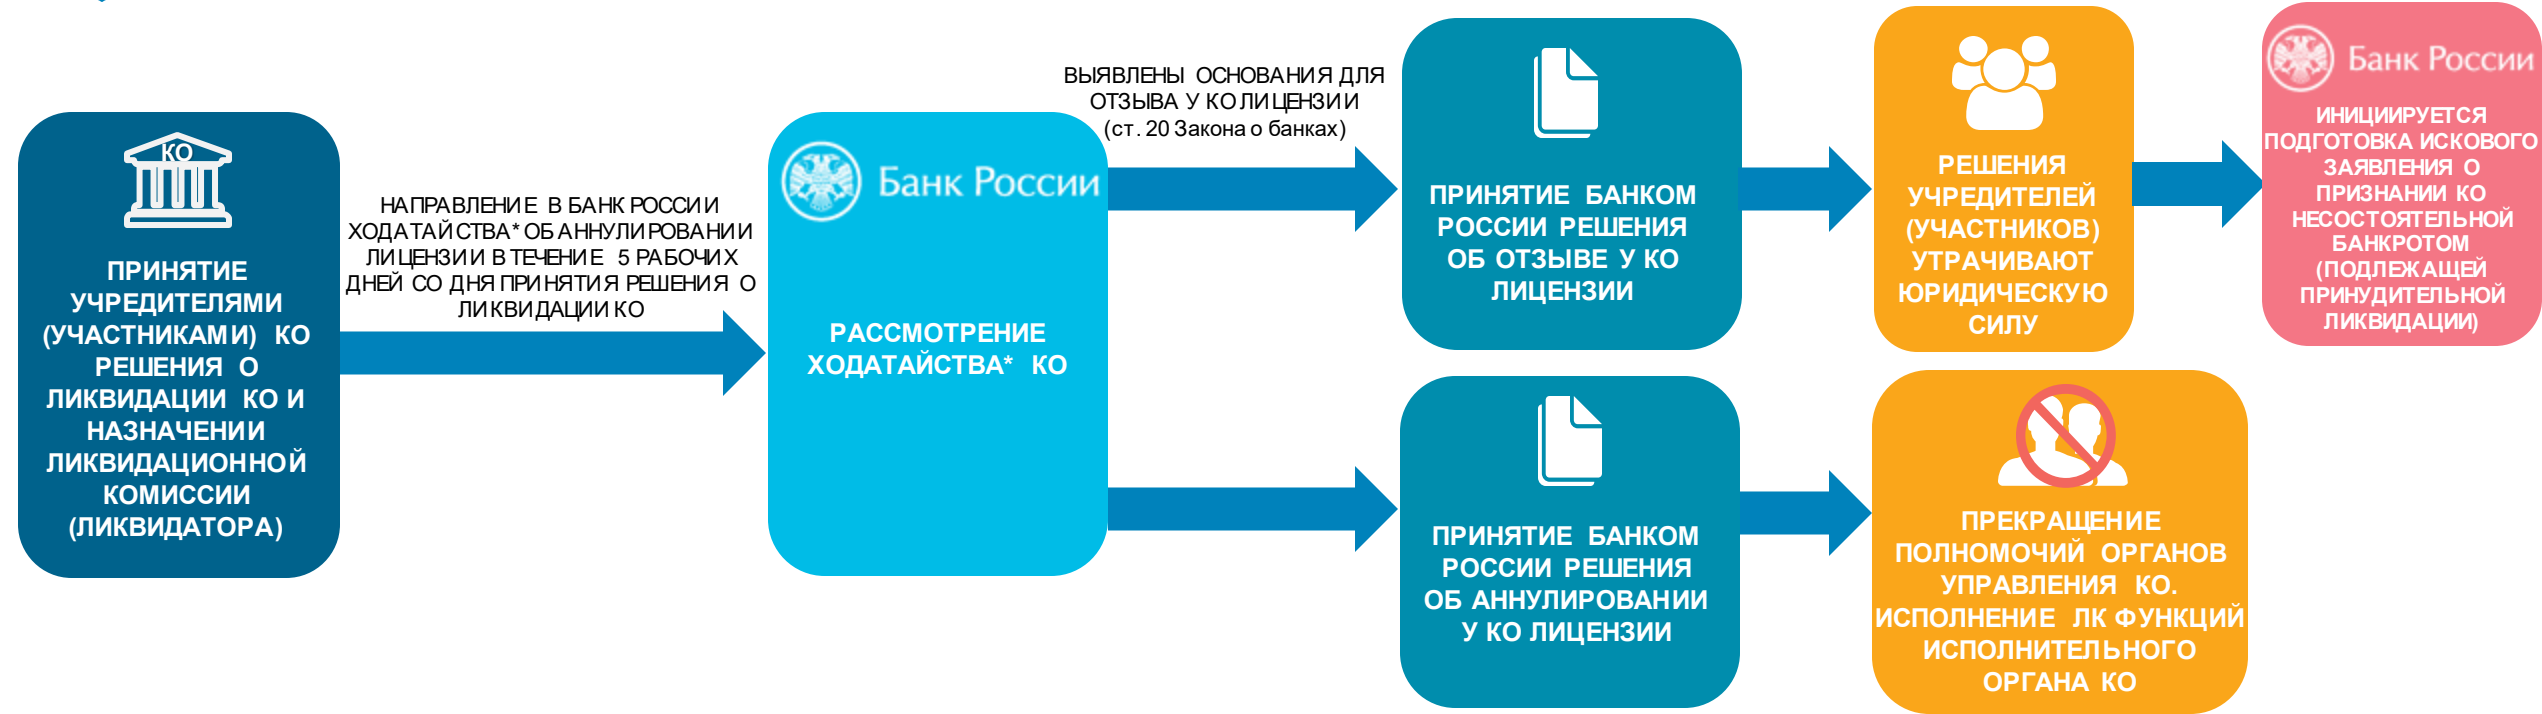 КО
ПРИНЯТИЕ
УЧРЕДИТЕЛЯМИ
(УЧАСТНИКАМИ) КО
РЕШЕНИЯ О
ЛИКВИДАЦИИ КО И
НАЗНАЧЕНИИ
ЛИКВИДАЦИОННОЙ
КОМИССИИ
(ЛИКВИДАТОРА)
НАПРАВЛЕНИЕ В БАНК РОССИИ
ХОДАТАЙСТВА* ОБ АННУЛИРОВАНИИ
ЛИЦЕНЗИИ В ТЕЧЕНИЕ 5 РАБОЧИХ
ДНЕЙ СО ДНЯ ПРИНЯТИЯ РЕШЕНИЯ О
ЛИКВИДАЦИИ КО
Банк России
РАССМОТРЕНИЕ
ХОДАТАЙСТВА* КО
ВЫЯВЛЕНЫ ОСНОВАНИЯ ДЛЯ
ОТЗЫВА У КО ЛИЦЕНЗИИ
(ст. 20 Закона о банках)
ПРИНЯТИЕ БАНКОМ
РОССИИ РЕШЕНИЯ
ОБ ОТЗЫВЕ У КО
ЛИЦЕНЗИИ
РЕШЕНИЯ
УЧРЕДИТЕЛЕЙ
(УЧАСТНИКОВ)
УТРАЧИВАЮТ
ЮРИДИЧЕСКУЮ
СИЛУ
Банк России
ИНИЦИИРУЕТСЯ
ПОДГОТОВКА ИСКОВОГО
ЗАЯВЛЕНИЯ О
ПРИЗНАНИИ КО
НЕСОСТОЯТЕЛЬНОЙ
БАНКРОТОМ
(ПОДЛЕЖАЩЕЙ
ПРИНУДИТЕЛЬНОЙ
ЛИКВИДАЦИИ)
ПРИНЯТИЕ БАНКОМ
РОССИИ РЕШЕНИЯ
ОБ АННУЛИРОВАНИИ
У КО ЛИЦЕНЗИИ
ПРЕКРАЩЕНИЕ
ПОЛНОМОЧИЙ ОРГАНОВ
УПРАВЛЕНИЯ КО.
ИСПОЛНЕНИЕ ЛК ФУНКЦИЙ
ИСПОЛНИТЕЛЬНОГО
ОРГАНА КО